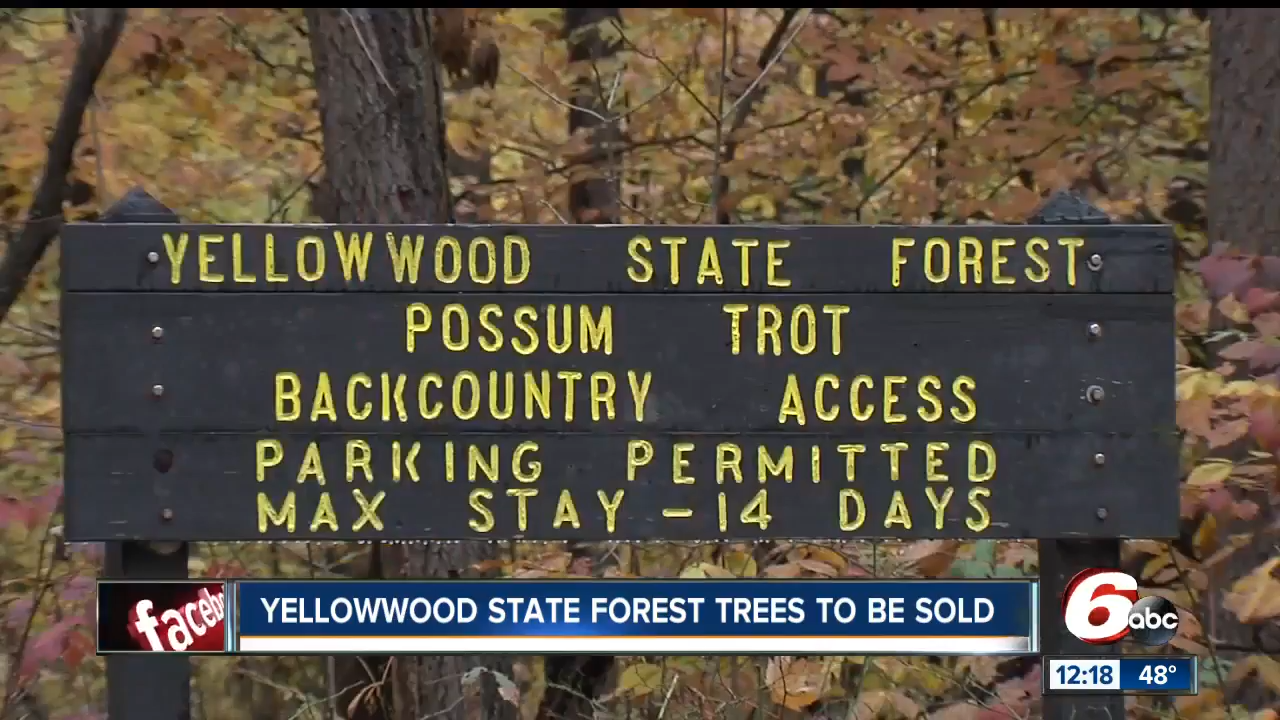 YELLOWWOOD STATE FOREST
POSSUM TROT
BACKCOUNTRY ACCESS
PARKING PERMITTED
MAX STAY - 14 DAYS
faceb
YELLOWWOOD STATE FOREST TREES TO BE SOLD
6 abc
12:18 48°